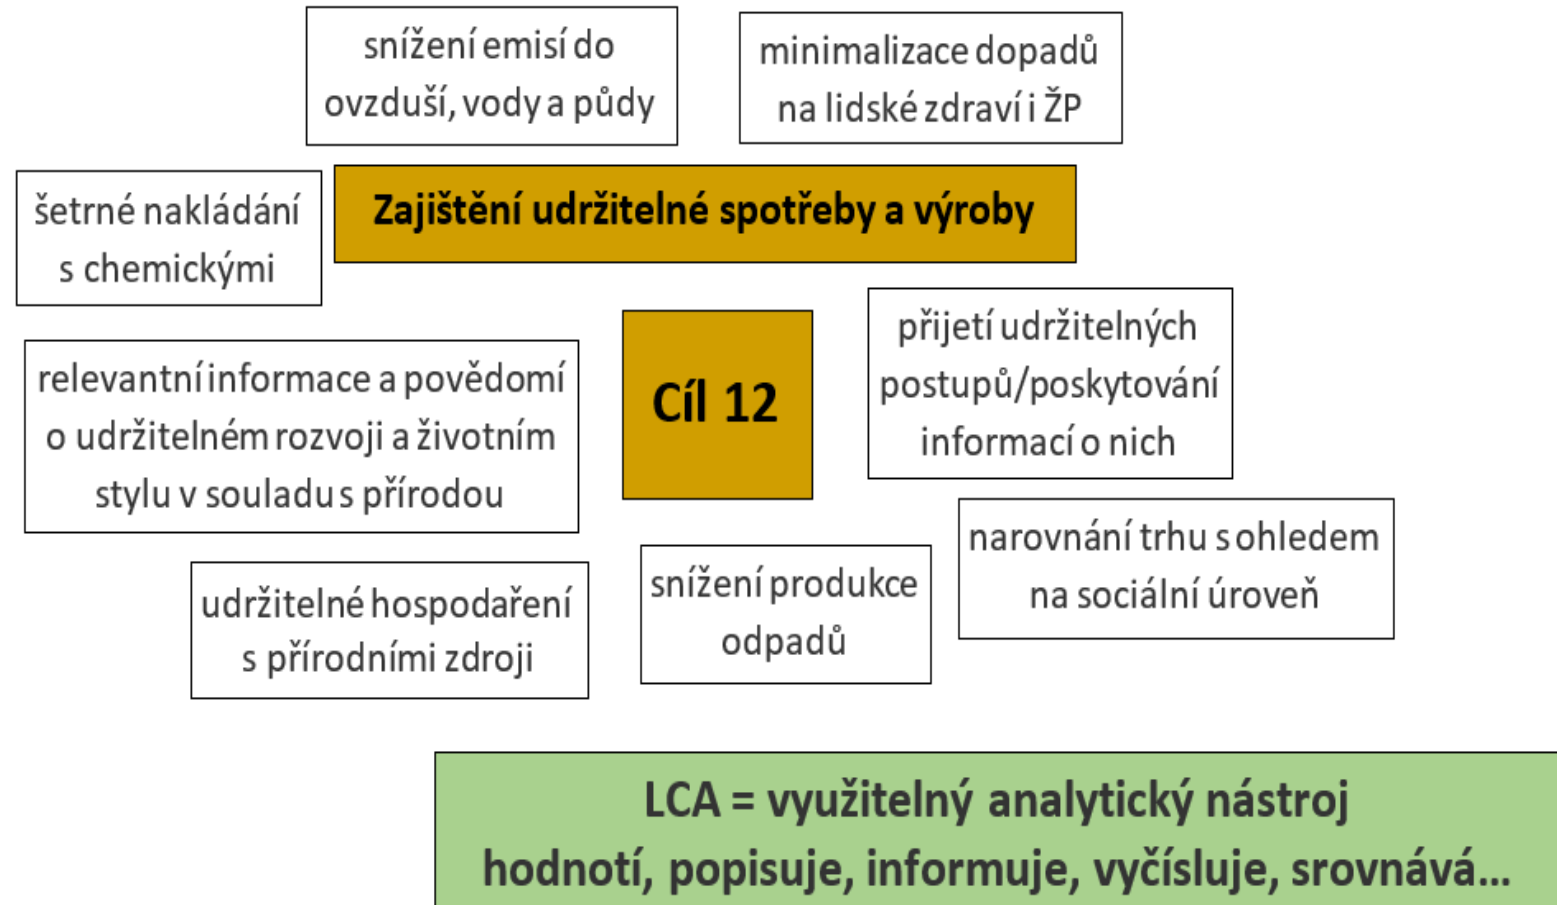 snížení emisí do
ovzduší, vody a půdy
minimalizace dopadů
na lidské zdraví i ŽP
šetrné nakládání
s chemickými
Zajištění udržitelné spotřeby a výroby
relevantní informace a povědomí
o udržitelném rozvoji a životním
stylu v souladu s přírodou
Cíl 12
přijetí udržitelných
postupů/poskytování
informací o nich
narovnání trhu s ohledem
na sociální úroveň
udržitelné hospodaření
s přírodními zdroji
snížení produkce
odpadů
LCA = využitelný analytický nástroj
hodnotí, popisuje, informuje, vyčísluje, srovnává...